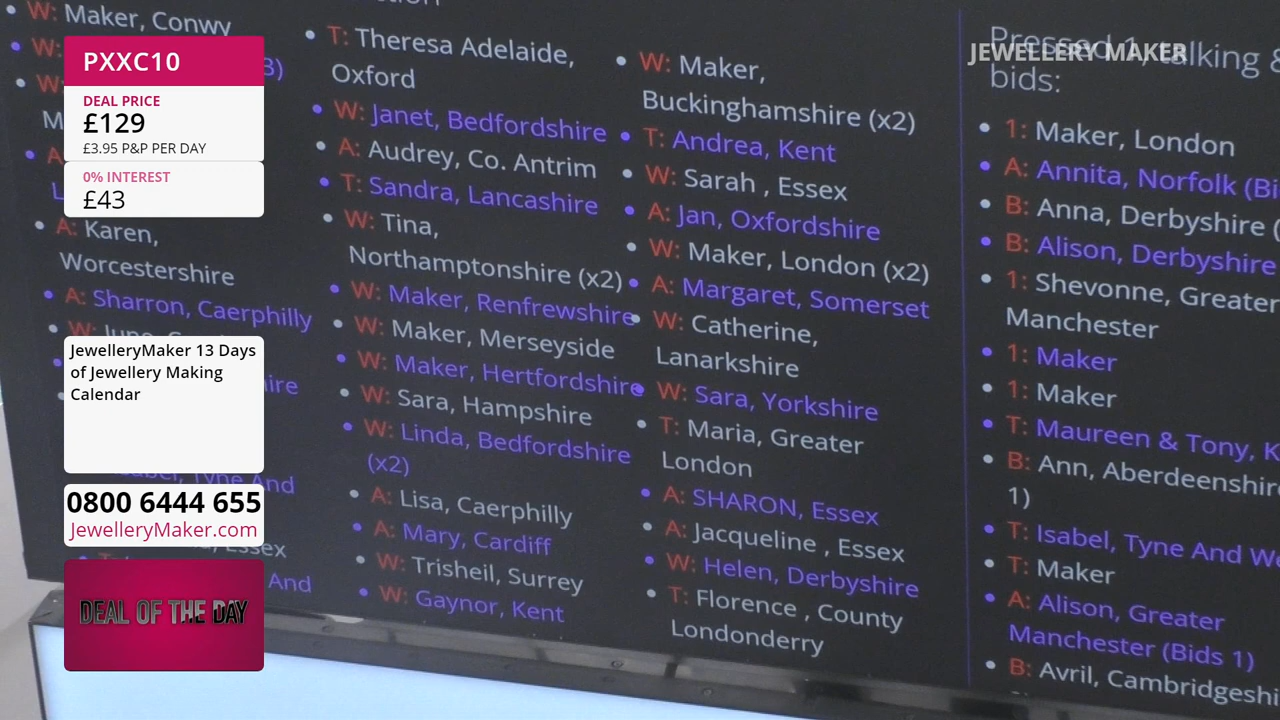 W: Maker, Conwy
W:
W:
A: Karen,
Worcestershire
A: Sharron, Caerphilly
T: Theresa Adelaide,
Oxford
W: Janet, Bedfordshire
A: Audrey, Co. Antrim
T: Sandra, Lancashire
W: Tina,
Northamptonshire (x2)
W: Maker, Renfrewshire
W: Maker, Merseyside
W: Maker, Hertfordshire
W: Sara, Hampshire
W: Linda, Bedfordshire
(x2)
A: Lisa, Caerphilly
A: Mary, Cardiff
W: Trisheil, Surrey
W: Gaynor, Kent
W: Maker,
Buckinghamshire (x2)
T: Andrea, Kent
W: Sarah , Essex
A: Jan, Oxfordshire
W: Maker, London (x2)
A: Margaret, Somerset
W: Catherine,
Lanarkshire
W: Sara, Yorkshire
T: Maria, Greater
London
A: SHARON, Essex
A: Jacqueline , Essex
W: Helen, Derbyshire
T: Florence , County
Londonderry
Pressed 1, talking &
bids:
1: Maker, London
A: Annita, Norfolk (Bi
B: Anna, Derbyshire (
B: Alison, Derbyshire
1: Shevonne, Greater
Manchester
1: Maker
1: Maker
T: Maureen & Tony, K
B: Ann, Aberdeenshire
1)
T: Isabel, Tyne And We
T: Maker
A: Alison, Greater
Manchester (Bids 1)
B: Avril, Cambridgeshi
JEWELLERY MAKER
PXXC10
DEAL PRICE
£129
£3.95 P&P PER DAY
0% INTEREST
£43
JewelleryMaker 13 Days
of Jewellery Making
Calendar
0800 6444 655
JewelleryMaker.com
DEAL OF THE DAY